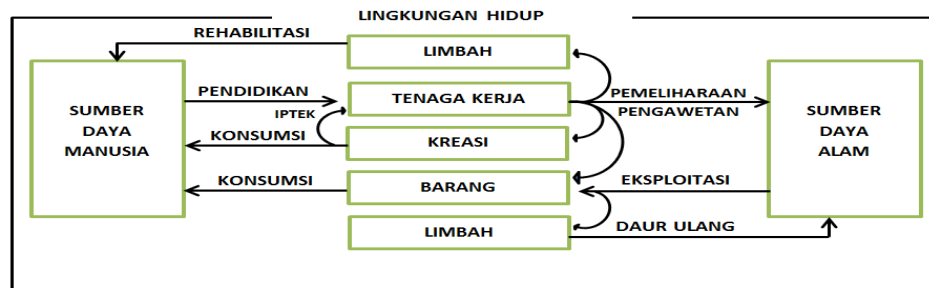 LINGKUNGAN HIDUP
REHABILITASI
LIMBAH
PENDIDIKAN
TENAGA KERJA
PEMELIHARAAN
PENGAWETAN
SUMBER
DAYA
MANUSIA
IPTEK
KONSUMSI
KREASI
SUMBER
DAYA
ALAM
KONSUMSI
BARANG
EKSPLOITASI
LIMBAH
DAUR ULANG